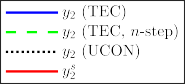 y₂ (TEC)
y₂ (TEC, n-step)
y₂ (UCON)
y₂ˢ